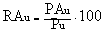 RAu = PAu / Pu · 100